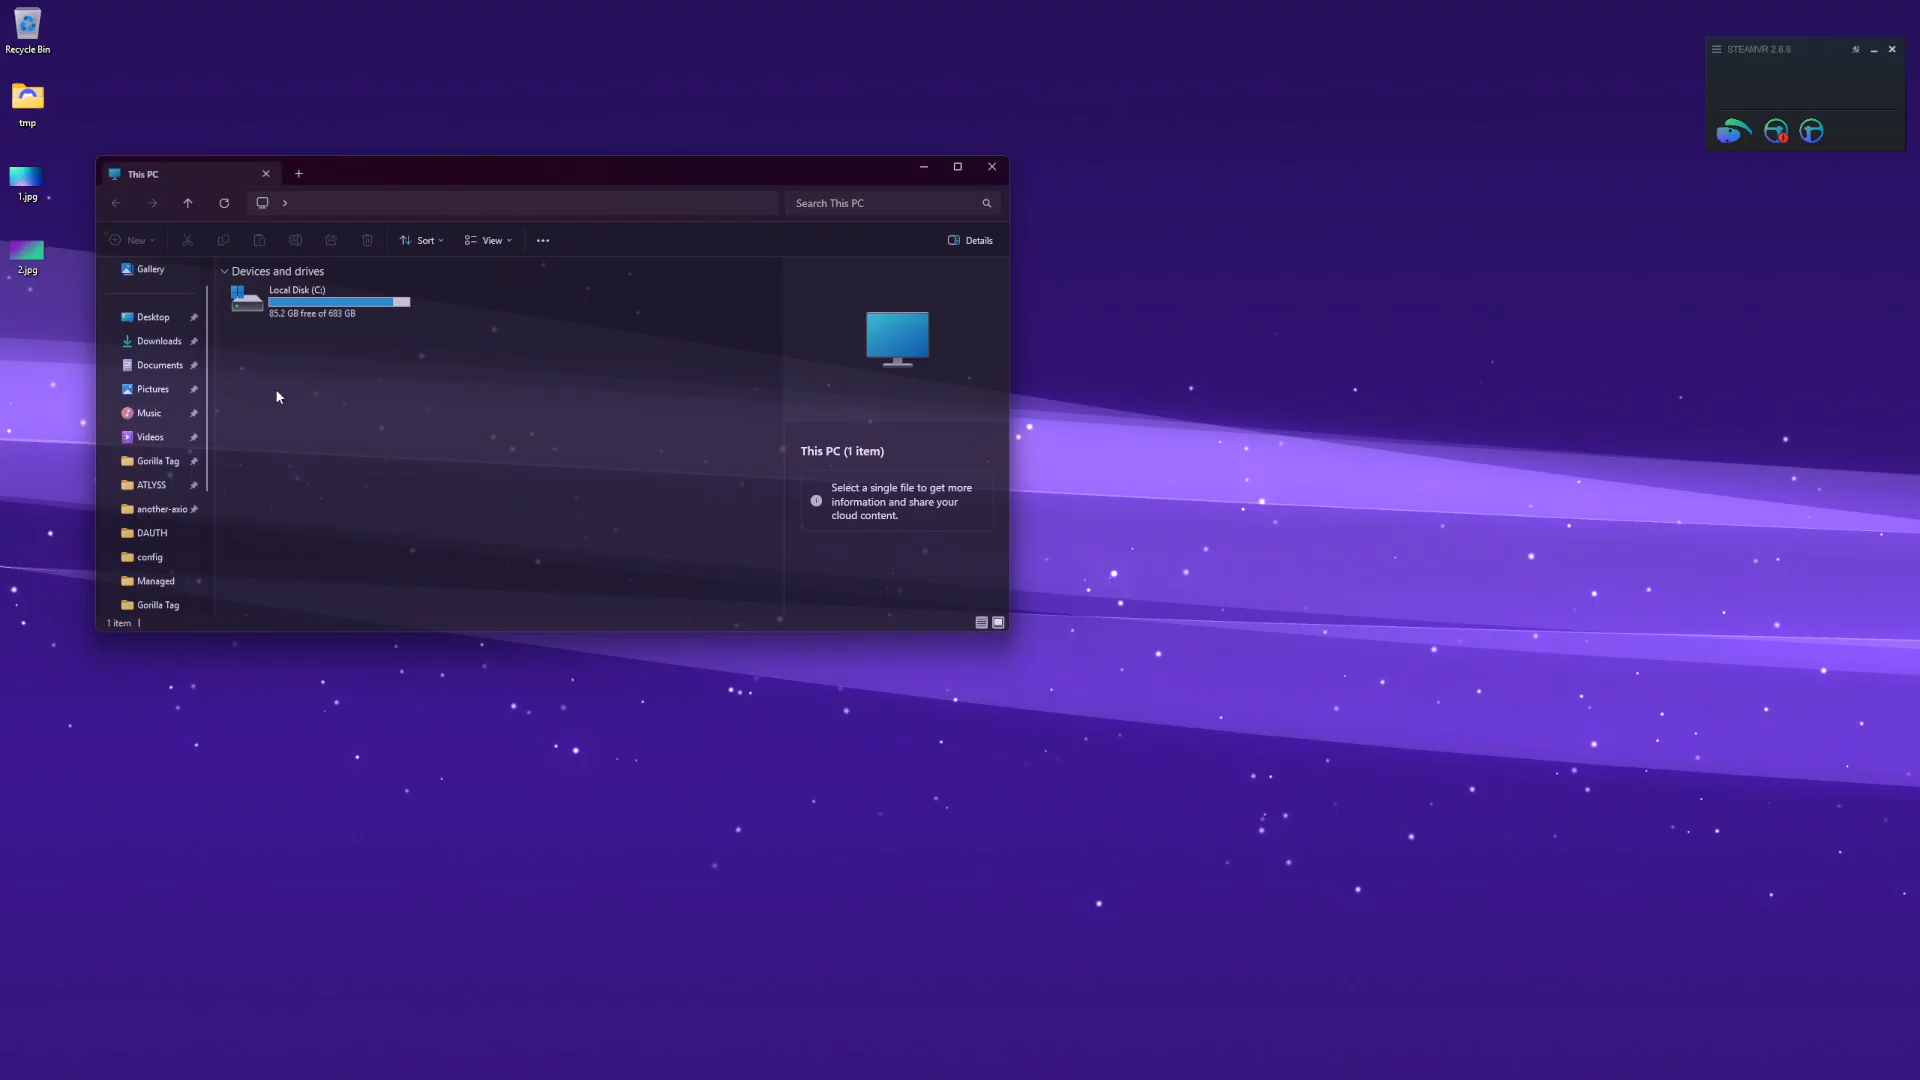 Recycle Bin
tmp
1.jpg
2.jpg
STEAMVR 2.8.8
This PC
Search This PC
New
Sort
View
Details
Gallery
Desktop
Downloads
Documents
Pictures
Music
Videos
Gorilla Tag
ATLYSS
another-axio
DAUTH
config
Managed
Gorilla Tag
Devices and drives
Local Disk (C:)
85.2 GB free of 683 GB
This PC (1 item)
Select a single file to get more
information and share your
cloud content.
1 item